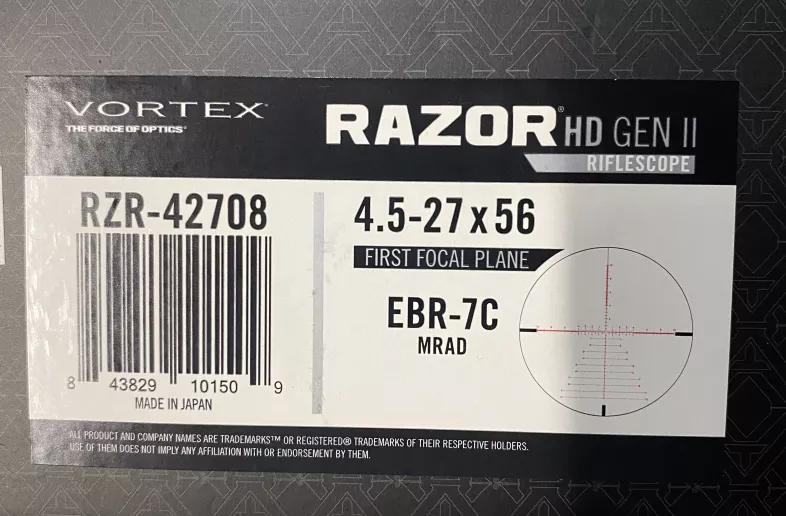 VORTEX®
THE FORCE OF OPTICS®
RAZOR® HD GEN II
RIFLESCOPE
RZR-42708
8 43829 10150 9
MADE IN JAPAN
4.5-27 x 56
FIRST FOCAL PLANE
EBR-7C
MRAD
ALL PRODUCT AND COMPANY NAMES ARE TRADEMARKS™ OR REGISTERED® TRADEMARKS OF THEIR RESPECTIVE HOLDERS.
USE OF THEM DOES NOT IMPLY ANY AFFILIATION WITH OR ENDORSEMENT BY THEM.